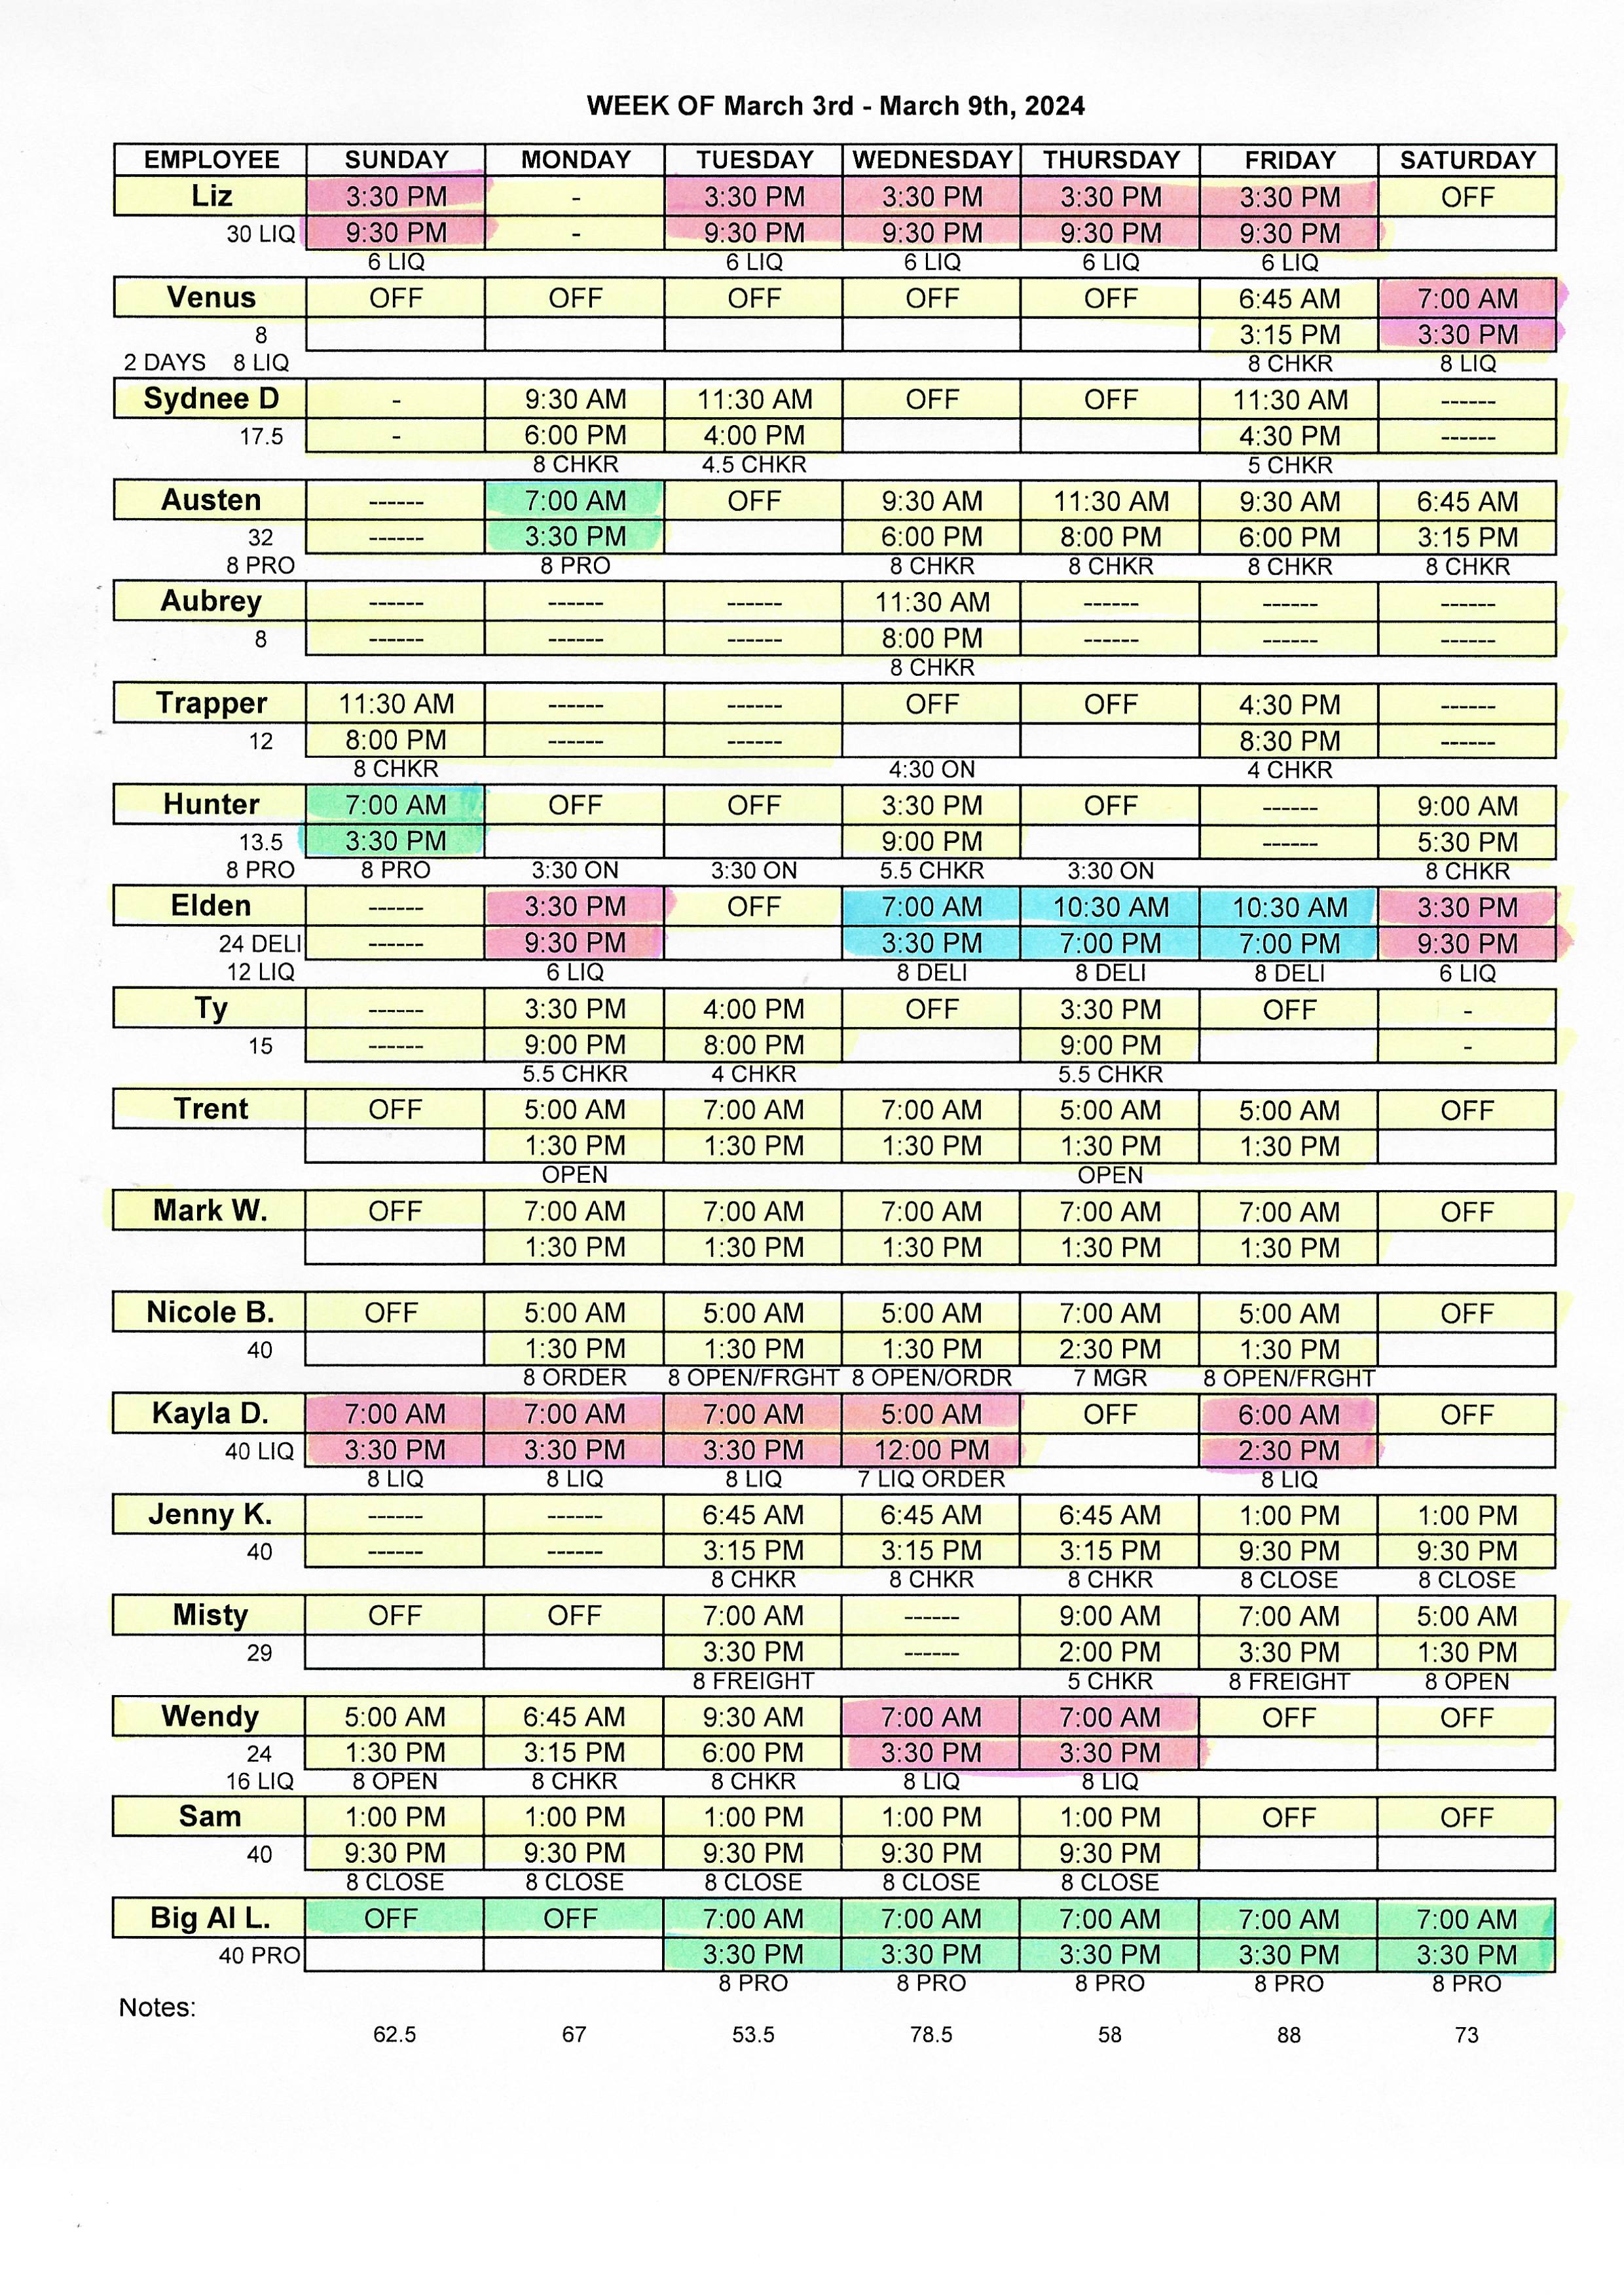 WEEK OF March 3rd - March 9th, 2024
EMPLOYEE SUNDAY MONDAY TUESDAY WEDNESDAY THURSDAY FRIDAY SATURDAY
Liz 3:30 PM - 3:30 PM 3:30 PM 3:30 PM 3:30 PM OFF
30 LIQ 9:30 PM - 9:30 PM 9:30 PM 9:30 PM 9:30 PM
6 LIQ 6 LIQ 6 LIQ 6 LIQ 6 LIQ
Venus OFF OFF OFF OFF OFF 6:45 AM 7:00 AM
8 3:15 PM 3:30 PM
2 DAYS 8 LIQ 8 CHKR 8 LIQ
Sydnee D - 9:30 AM 11:30 AM OFF OFF 11:30 AM ------
17.5 - 6:00 PM 4:00 PM 4:30 PM ------
8 CHKR 4.5 CHKR 5 CHKR
Austen ------ 7:00 AM OFF 9:30 AM 11:30 AM 9:30 AM 6:45 AM
32 ------ 3:30 PM 6:00 PM 8:00 PM 6:00 PM 3:15 PM
8 PRO 8 PRO 8 CHKR 8 CHKR 8 CHKR 8 CHKR
Aubrey ------ ------ ------ 11:30 AM ------ ------ ------
8 ------ ------ ------ 8:00 PM ------ ------ ------
8 CHKR
Trapper 11:30 AM ------ ------ OFF OFF 4:30 PM ------
12 8:00 PM ------ ------ 8:30 PM ------
8 CHKR 4:30 ON 4 CHKR
Hunter 7:00 AM OFF OFF 3:30 PM OFF ------ 9:00 AM
13.5 3:30 PM 9:00 PM ------ 5:30 PM
8 PRO 8 PRO 3:30 ON 3:30 ON 5.5 CHKR 3:30 ON 8 CHKR
Elden ------ 3:30 PM OFF 7:00 AM 10:30 AM 10:30 AM 3:30 PM
24 DELI ------ 9:30 PM 3:30 PM 7:00 PM 7:00 PM 9:30 PM
12 LIQ 6 LIQ 8 DELI 8 DELI 8 DELI 6 LIQ
Ty ------ 3:30 PM 4:00 PM OFF 3:30 PM OFF -
15 ------ 9:00 PM 8:00 PM 9:00 PM -
5.5 CHKR 4 CHKR 5.5 CHKR
Trent OFF 5:00 AM 7:00 AM 7:00 AM 5:00 AM 5:00 AM OFF
1:30 PM 1:30 PM 1:30 PM 1:30 PM 1:30 PM
OPEN OPEN
Mark W. OFF 7:00 AM 7:00 AM 7:00 AM 7:00 AM 7:00 AM OFF
1:30 PM 1:30 PM 1:30 PM 1:30 PM 1:30 PM
Nicole B. OFF 5:00 AM 5:00 AM 5:00 AM 7:00 AM 5:00 AM OFF
40 1:30 PM 1:30 PM 1:30 PM 2:30 PM 1:30 PM
8 ORDER 8 OPEN/FRGHT 8 OPEN/ORDR 7 MGR 8 OPEN/FRGHT
Kayla D. 7:00 AM 7:00 AM 7:00 AM 5:00 AM OFF 6:00 AM OFF
40 LIQ 3:30 PM 3:30 PM 3:30 PM 12:00 PM 2:30 PM
8 LIQ 8 LIQ 8 LIQ 7 LIQ ORDER 8 LIQ
Jenny K. ------ ------ 6:45 AM 6:45 AM 6:45 AM 1:00 PM 1:00 PM
40 ------ ------ 3:15 PM 3:15 PM 3:15 PM 9:30 PM 9:30 PM
8 CHKR 8 CHKR 8 CHKR 8 CLOSE 8 CLOSE
Misty OFF OFF 7:00 AM ------ 9:00 AM 7:00 AM 5:00 AM
29 3:30 PM ------ 2:00 PM 3:30 PM 1:30 PM
8 FREIGHT 5 CHKR 8 FREIGHT 8 OPEN
Wendy 5:00 AM 6:45 AM 9:30 AM 7:00 AM 7:00 AM OFF OFF
24 1:30 PM 3:15 PM 6:00 PM 3:30 PM 3:30 PM
16 LIQ 8 OPEN 8 CHKR 8 CHKR 8 LIQ 8 LIQ
Sam 1:00 PM 1:00 PM 1:00 PM 1:00 PM 1:00 PM OFF OFF
40 9:30 PM 9:30 PM 9:30 PM 9:30 PM 9:30 PM
8 CLOSE 8 CLOSE 8 CLOSE 8 CLOSE 8 CLOSE
Big Al L. OFF OFF 7:00 AM 7:00 AM 7:00 AM 7:00 AM 7:00 AM
40 PRO 3:30 PM 3:30 PM 3:30 PM 3:30 PM 3:30 PM
8 PRO 8 PRO 8 PRO 8 PRO 8 PRO
Notes:
62.5 67 53.5 78.5 58 88 73